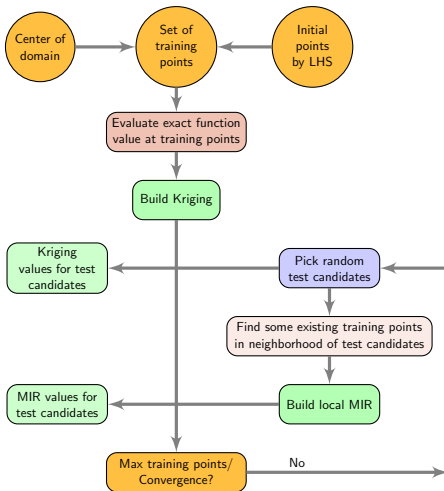 Center of
domain
Set of
training
points
Initial
points
by LHS
Evaluate exact function
value at training points
Build Kriging
Kriging
values for test
candidates
Pick random
test candidates
Find some existing training points
in neighborhood of test candidates
MIR values for
test candidates
Build local MIR
Max training points/
Convergence?
No